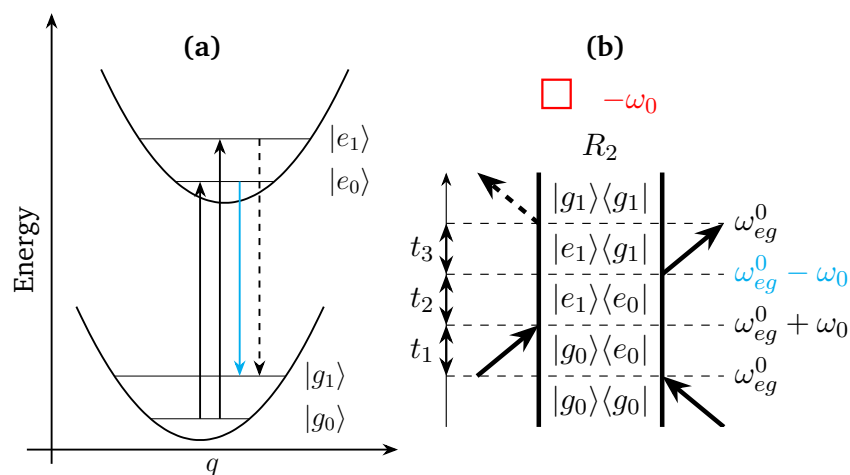 (a)
Energy
|e₁⟩
|e₀⟩
|g₁⟩
|g₀⟩
q
(b)
−ω₀
R₂
|g₁⟩⟨g₁|
ω⁰ₑg
t₃
|e₁⟩⟨g₁|
ω⁰ₑg − ω₀
t₂
|e₁⟩⟨e₀|
ω⁰ₑg + ω₀
t₁
|g₀⟩⟨e₀|
ω⁰ₑg
|g₀⟩⟨g₀|